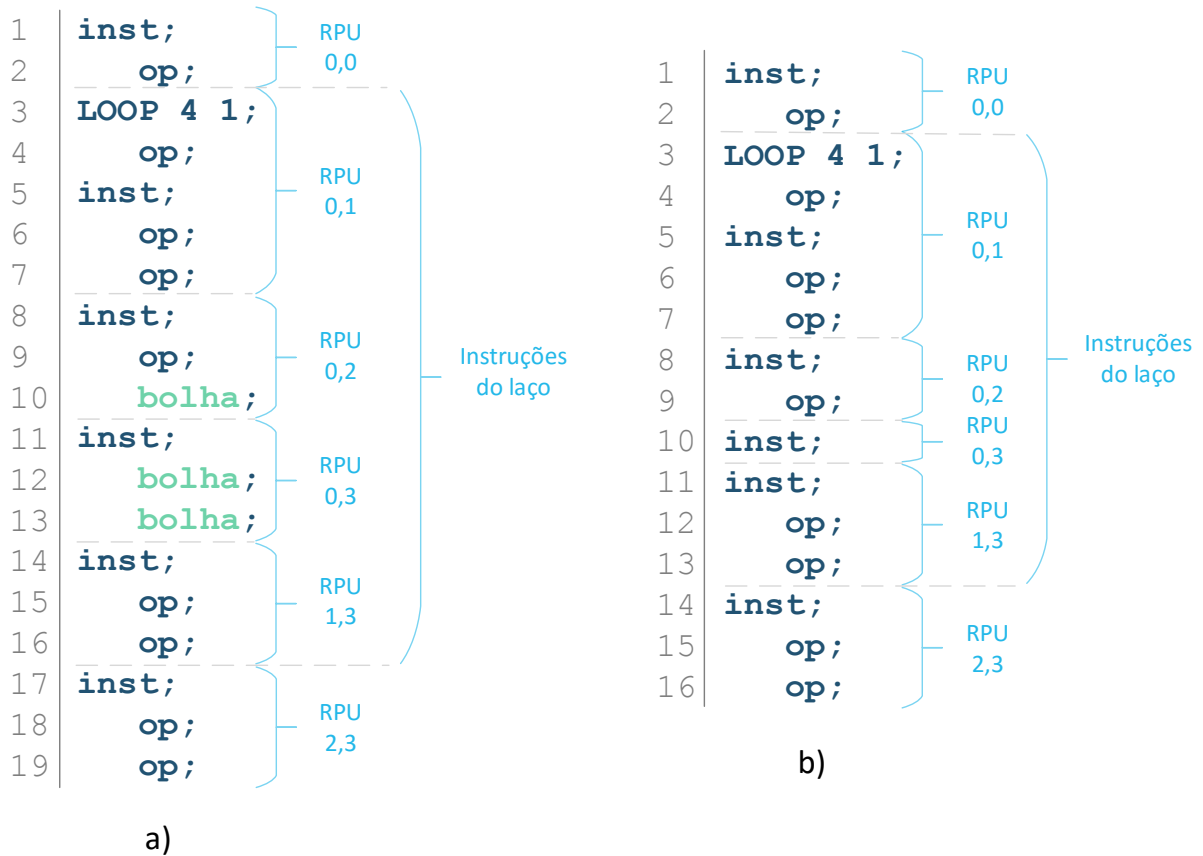 1 inst;
2 op;
3 LOOP 4 1;
4 op;
5 inst;
6 op;
7 op;
8 inst;
9 op;
10 bolha;
11 inst;
12 bolha;
13 bolha;
14 inst;
15 op;
16 op;
17 inst;
18 op;
19 op;
RPU
0,0
RPU
0,1
RPU
0,2
RPU
0,3
RPU
1,3
RPU
2,3
Instruções
do laço
a)
1 inst;
2 op;
3 LOOP 4 1;
4 op;
5 inst;
6 op;
7 op;
8 inst;
9 op;
10 inst;
11 inst;
12 op;
13 op;
14 inst;
15 op;
16 op;
RPU
0,0
RPU
0,1
RPU
0,2
RPU
0,3
RPU
1,3
RPU
2,3
Instruções
do laço
b)